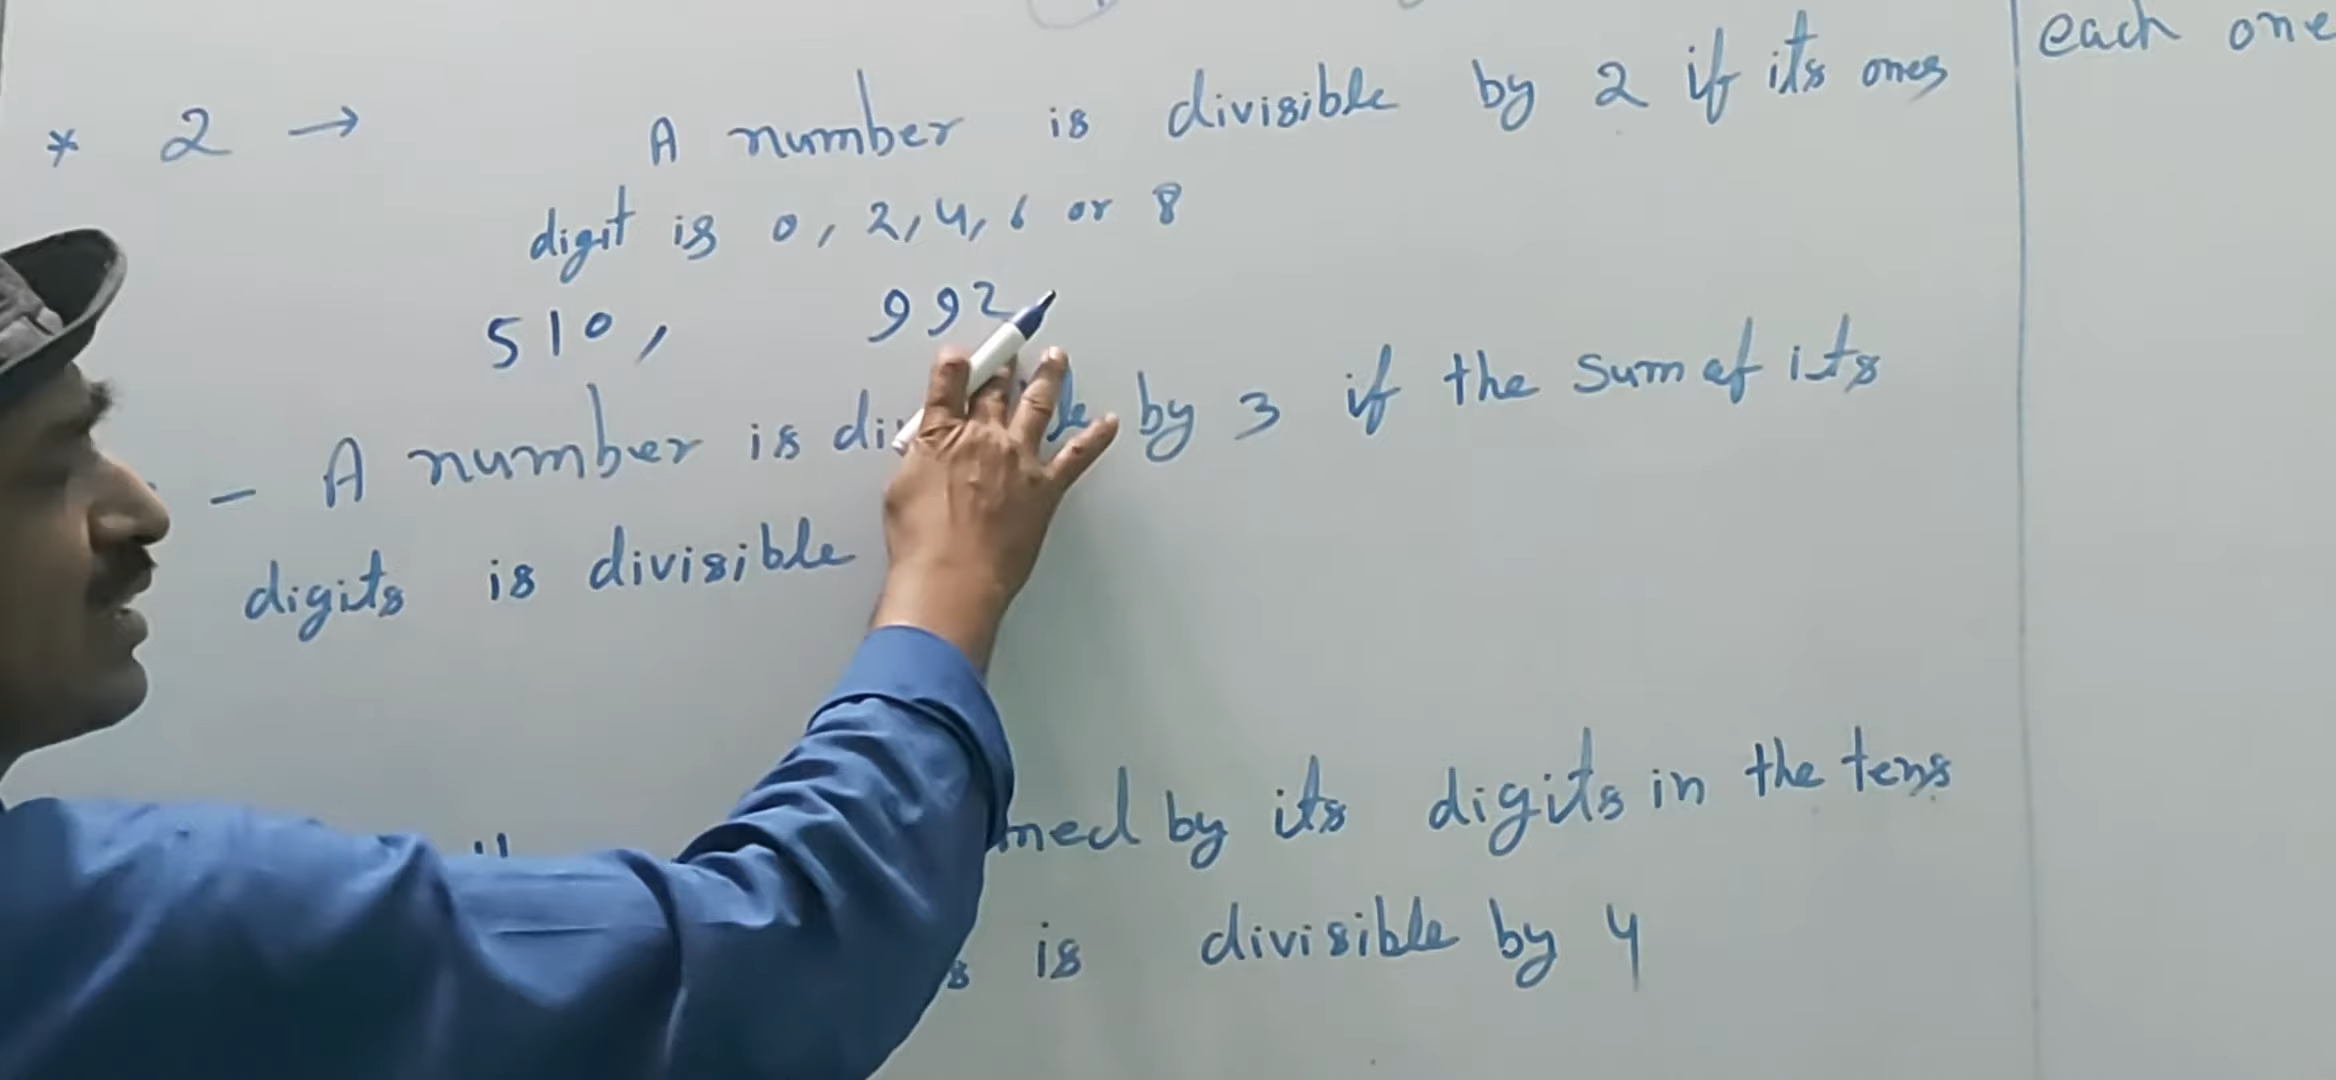 each one
* 2 → A number is divisible by 2 if its ones
digit is 0, 2, 4, 6 or 8
510, 992
- A number is by 3 if the sum of its
digits is divisible
by its digits in the tens
is divisible by 4